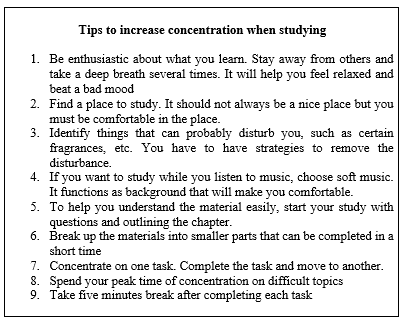 Tips to increase concentration when studying
1. Be enthusiastic about what you learn. Stay away from others and
take a deep breath several times. It will help you feel relaxed and
beat a bad mood
2. Find a place to study. It should not always be a nice place but you
must be comfortable in the place.
3. Identify things that can probably disturb you, such as certain
fragrances, etc. You have to have strategies to remove the
disturbance.
4. If you want to study while you listen to music, choose soft music.
It functions as background that will make you comfortable.
5. To help you understand the material easily, start your study with
questions and outlining the chapter.
6. Break up the materials into smaller parts that can be completed in a
short time
7. Concentrate on one task. Complete the task and move to another.
8. Spend your peak time of concentration on difficult topics
9. Take five minutes break after completing each task